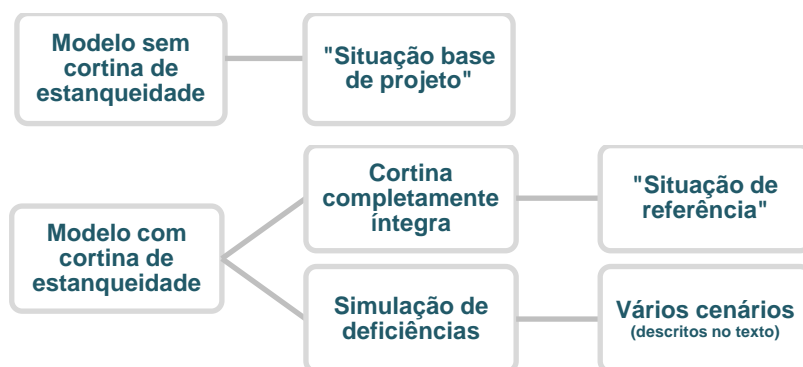 Modelo sem
cortina de
estanqueidade
"Situação base
de projeto"
Modelo com
cortina de
estanqueidade
Cortina
completamente
íntegra
"Situação de
referência"
Simulação de
deficiências
Vários cenários
(descritos no texto)